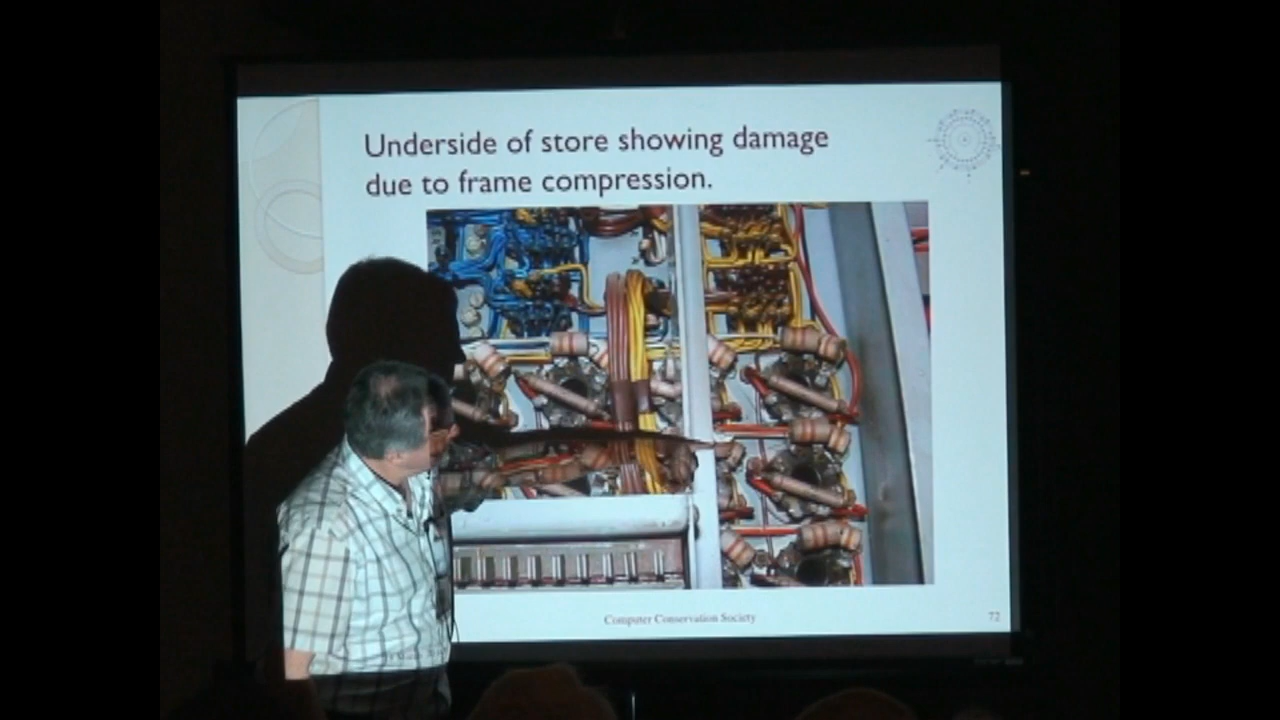 Underside of store showing damage
due to frame compression.
Computer Conservation Society
72